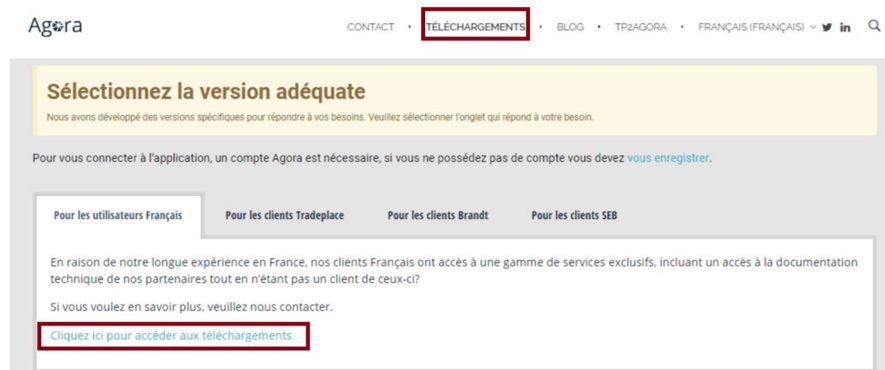 Agora
CONTACT • TÉLÉCHARGEMENTS • BLOG • TP2AGORA • FRANÇAIS (FRANÇAIS)
Sélectionnez la version adéquate
Nous avons développé des versions spécifiques pour répondre à vos besoins. Veuillez sélectionner l'onglet qui répond à votre besoin.
Pour vous connecter à l'application, un compte Agora est nécessaire, si vous ne possédez pas de compte vous devez vous enregistrer.
Pour les utilisateurs Français
Pour les clients Tradeplace
Pour les clients Brandt
Pour les clients SEB
En raison de notre longue expérience en France, nos clients Français ont accès à une gamme de services exclusifs, incluant un accès à la documentation
technique de nos partenaires tout en n'étant pas un client de ceux-ci?
Si vous voulez en savoir plus, veuillez nous contacter.
Cliquez ici pour accéder aux téléchargements